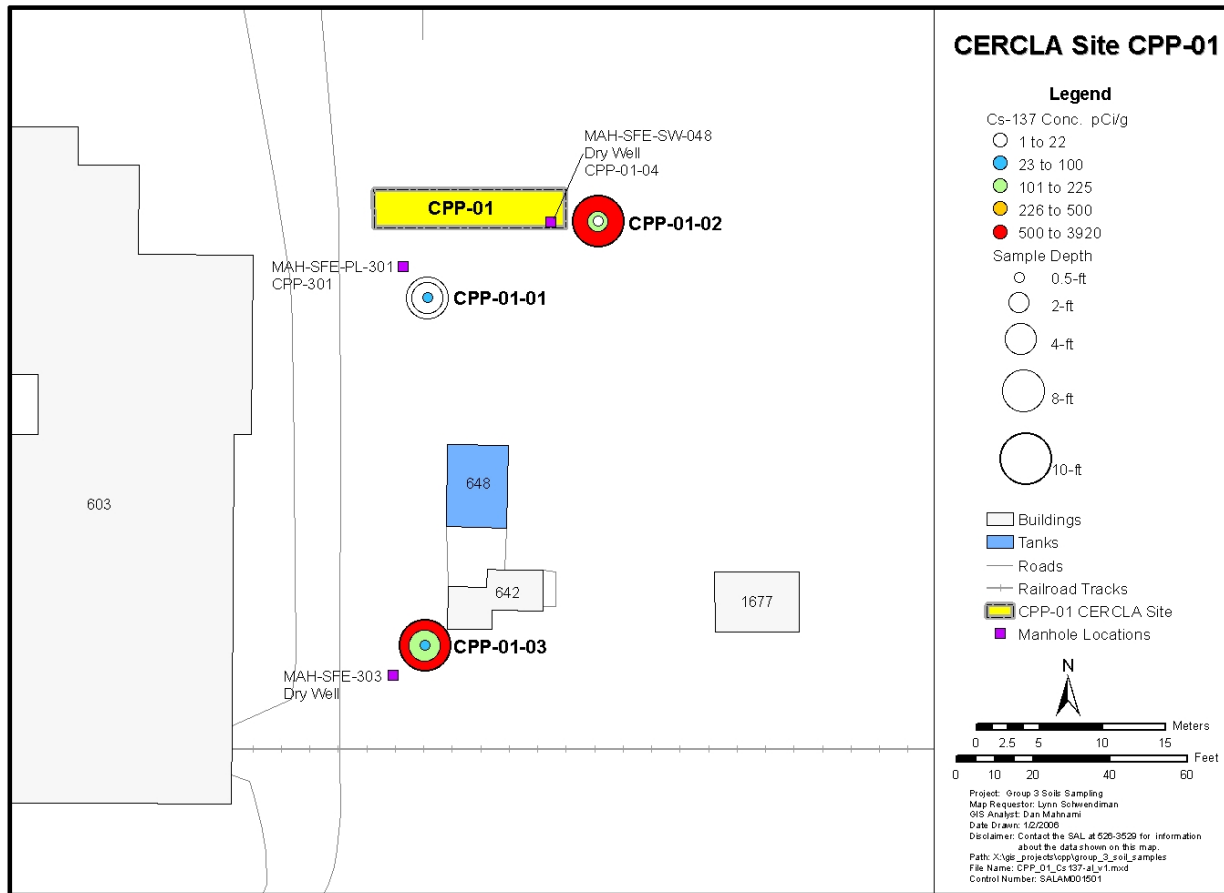 CERCLA Site CPP-01
Legend
Cs-137 Conc. pCi/g
1 to 22
23 to 100
101 to 225
226 to 500
500 to 3920
Sample Depth
0.5-ft
2-ft
4-ft
8-ft
10-ft
Buildings
Tanks
Roads
Railroad Tracks
CPP-01 CERCLA Site
Manhole Locations
N
Meters
0 2.5 5 10 15
Feet
0 10 20 40 60
Project: Group 3 Soils Sampling
Map Requestor: Lynn Schwendiman
GIS Analyst: Dan Mahnami
Date Drawn: 1/2/2006
Disclaimer: Contact the SAL at 526-3529 for information
about the data shown on this map.
Path: X:\gis_projects\cpp\group_3_soil_samples
File Name: CPP_01_Cs137-al_v1.mxd
Control Number: SALAM001501
MAH-SFE-SW-048
Dry Well
CPP-01-04
CPP-01
CPP-01-02
MAH-SFE-PL-301
CPP-301
CPP-01-01
648
603
642
1677
CPP-01-03
MAH-SFE-303
Dry Well